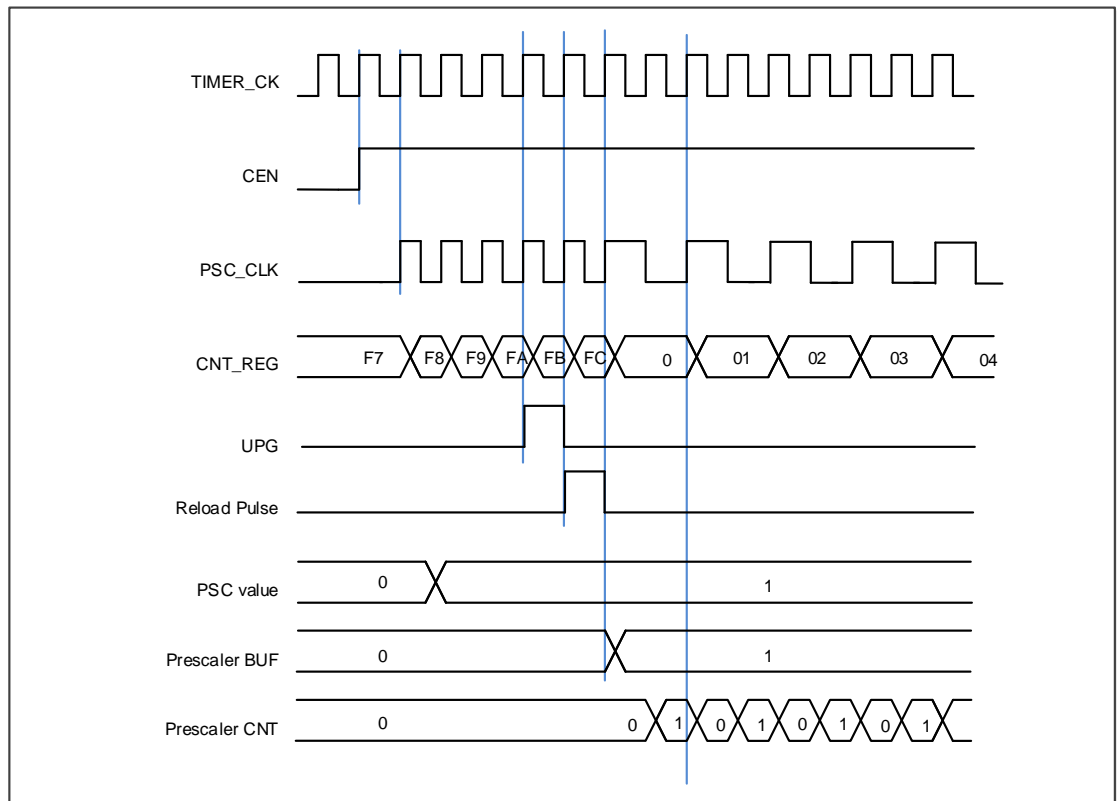 TIMER_CK
CEN
PSC_CLK
CNT_REG F7 F8 F9 FA FB FC 0 01 02 03 04
UPG
Reload Pulse
PSC value 0 1
Prescaler BUF 0 1
Prescaler CNT 0 0 1 0 1 0 1 0 1